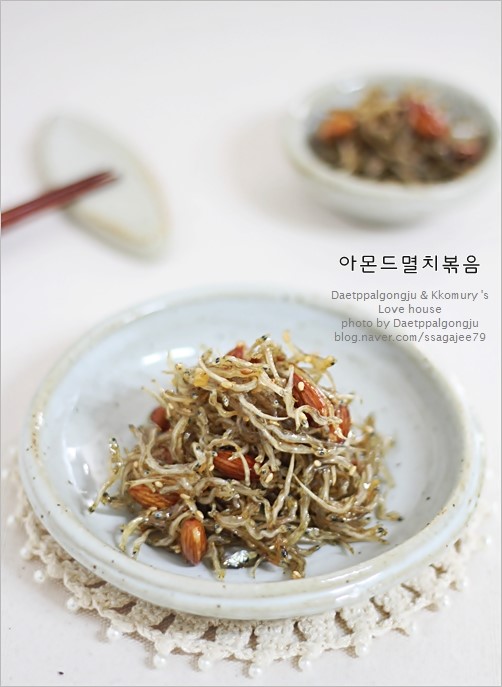 아몬드멸치볶음
Daetppalgongju & Kkomury 's
Love house
photo by Daetppalgongju
blog.naver.com/ssagajee79